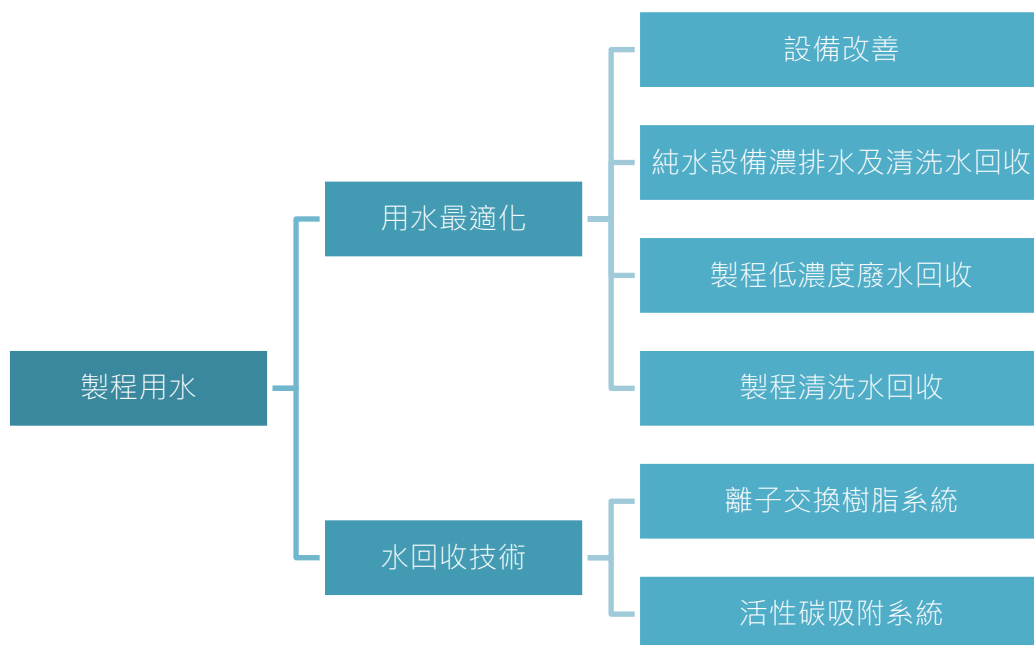 製程用水
用水最適化
設備改善
純水設備濃排水及清洗水回收
製程低濃度廢水回收
製程清洗水回收
水回收技術
離子交換樹脂系統
活性碳吸附系統